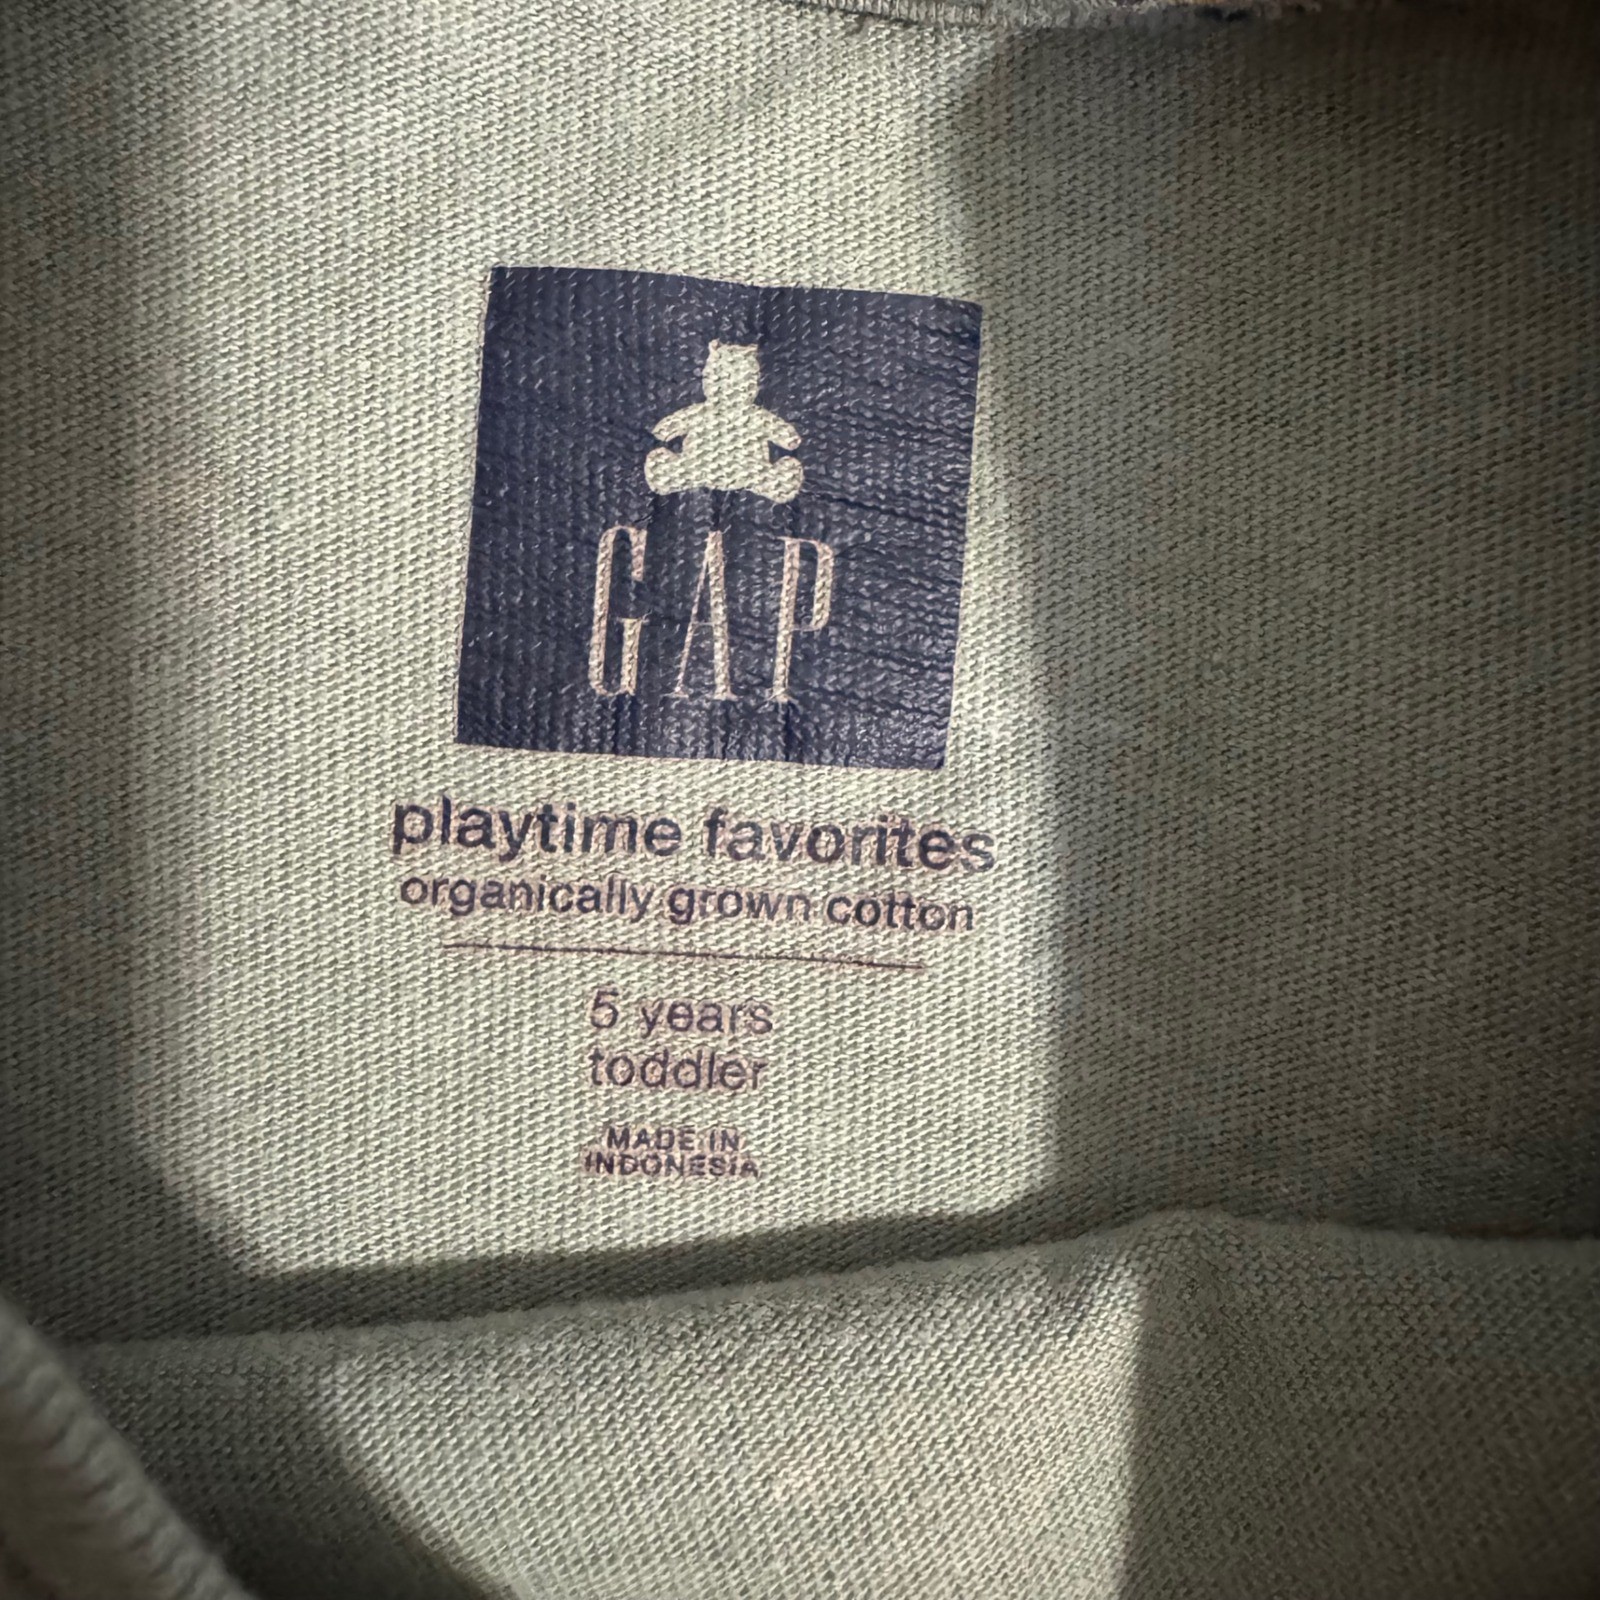 GAP
playtime favorites
organically grown cotton
5 years
toddler
MADE IN
INDONESIA